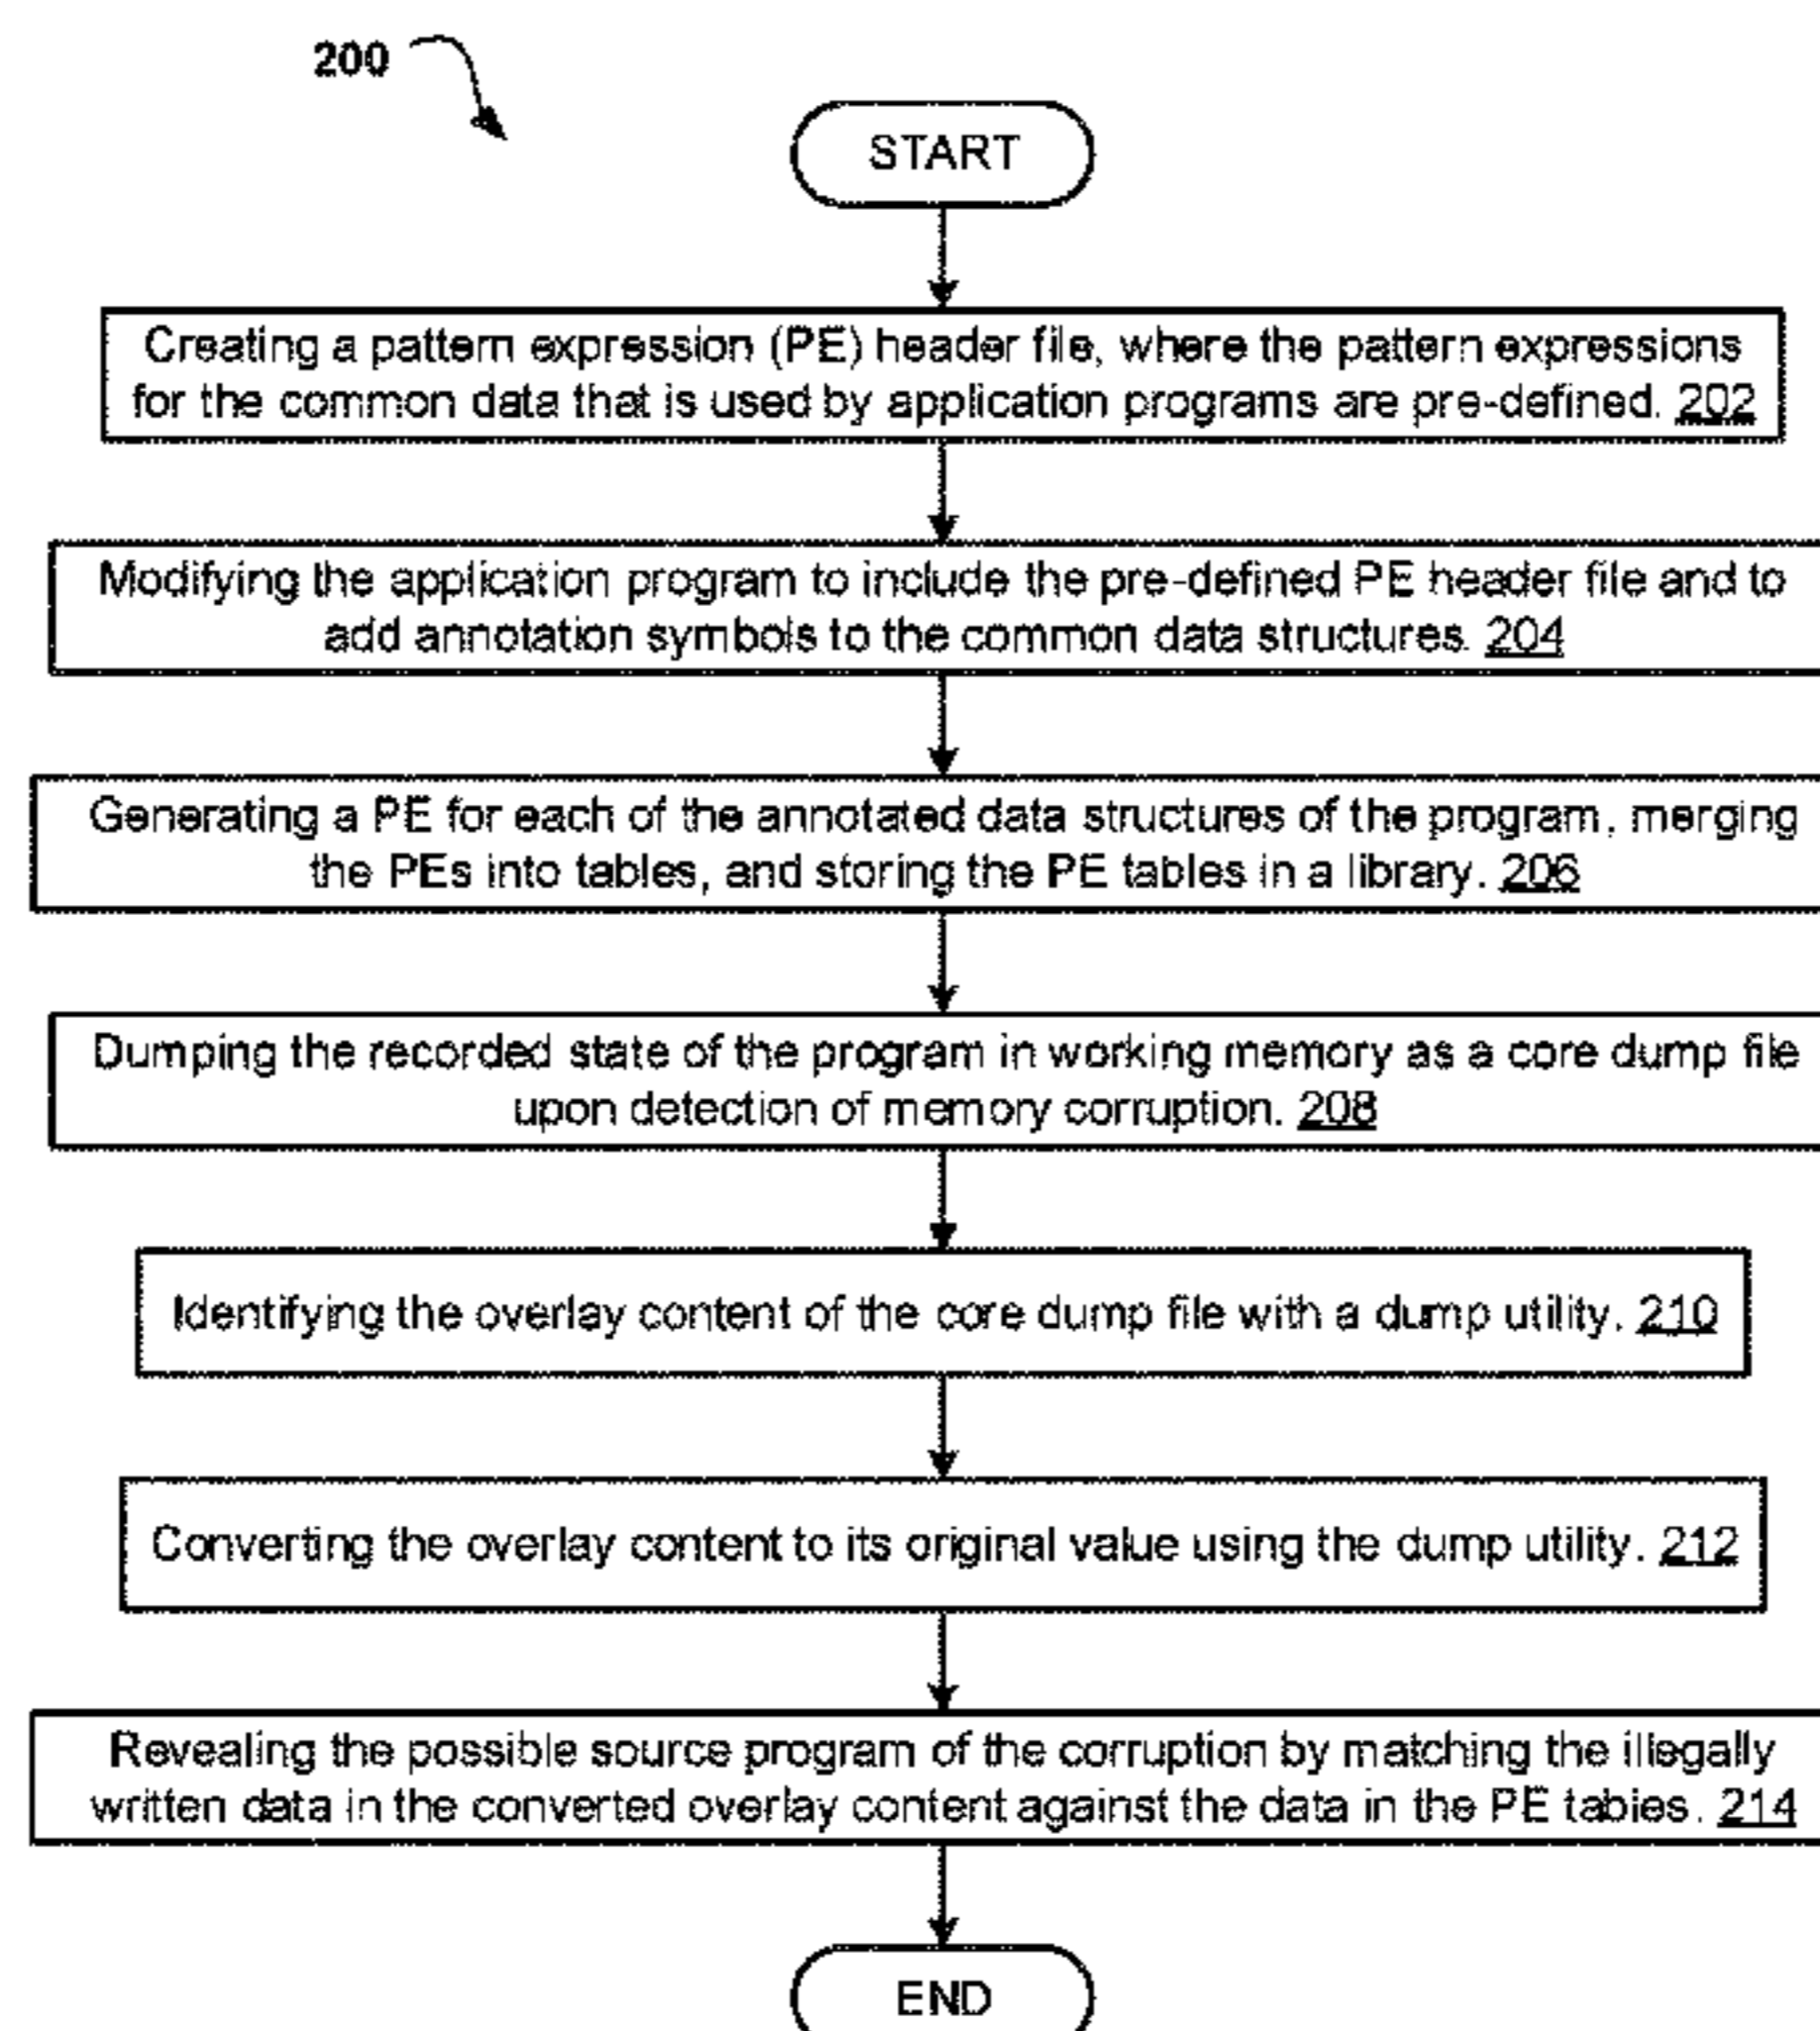 200
START
Creating a pattern expression (PE) header file, where the pattern expressions
for the common data that is used by application programs are pre-defined. 202
Modifying the application program to include the pre-defined PE header file and to
add annotation symbols to the common data structures. 204
Generating a PE for each of the annotated data structures of the program, merging
the PEs into tables, and storing the PE tables in a library. 206
Dumping the recorded state of the program in working memory as a core dump file
upon detection of memory corruption. 208
Identifying the overlay content of the core dump file with a dump utility. 210
Converting the overlay content to its original value using the dump utility. 212
Revealing the possible source program of the corruption by matching the illegally
written data in the converted overlay content against the data in the PE tables. 214
END